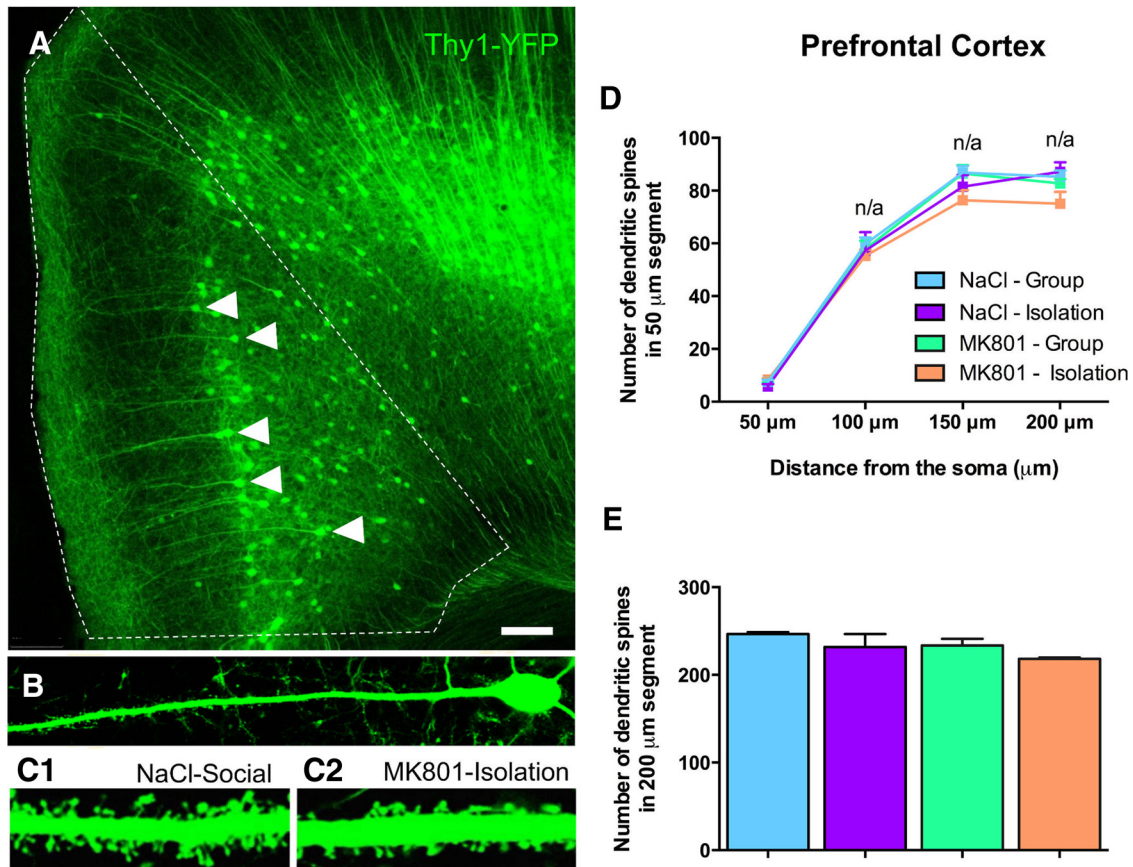 A
Thy1-YFP
B
C1
NaCl-Social
C2
MK801-Isolation
Prefrontal Cortex
D
Number of dendritic spines
in 50 μm segment
100
80
60
40
20
0
n/a
n/a
n/a
NaCl - Group
NaCl - Isolation
MK801 - Group
MK801 - Isolation
50 μm
100 μm
150 μm
200 μm
Distance from the soma (μm)
E
Number of dendritic spines
in 200 μm segment
300
200
100
0